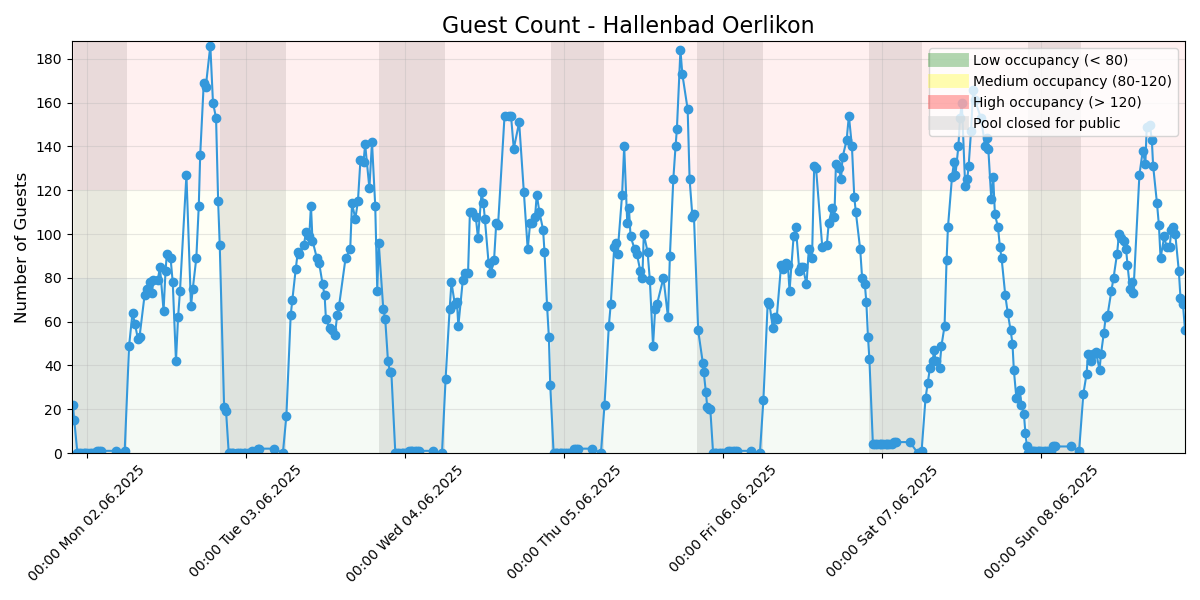 Guest Count - Hallenbad Oerlikon
Number of Guests
180
160
140
120
100
80
60
40
20
0
Low occupancy (< 80)
Medium occupancy (80-120)
High occupancy (> 120)
Pool closed for public
00:00 Mon 02.06.2025
00:00 Tue 03.06.2025
00:00 Wed 04.06.2025
00:00 Thu 05.06.2025
00:00 Fri 06.06.2025
00:00 Sat 07.06.2025
00:00 Sun 08.06.2025